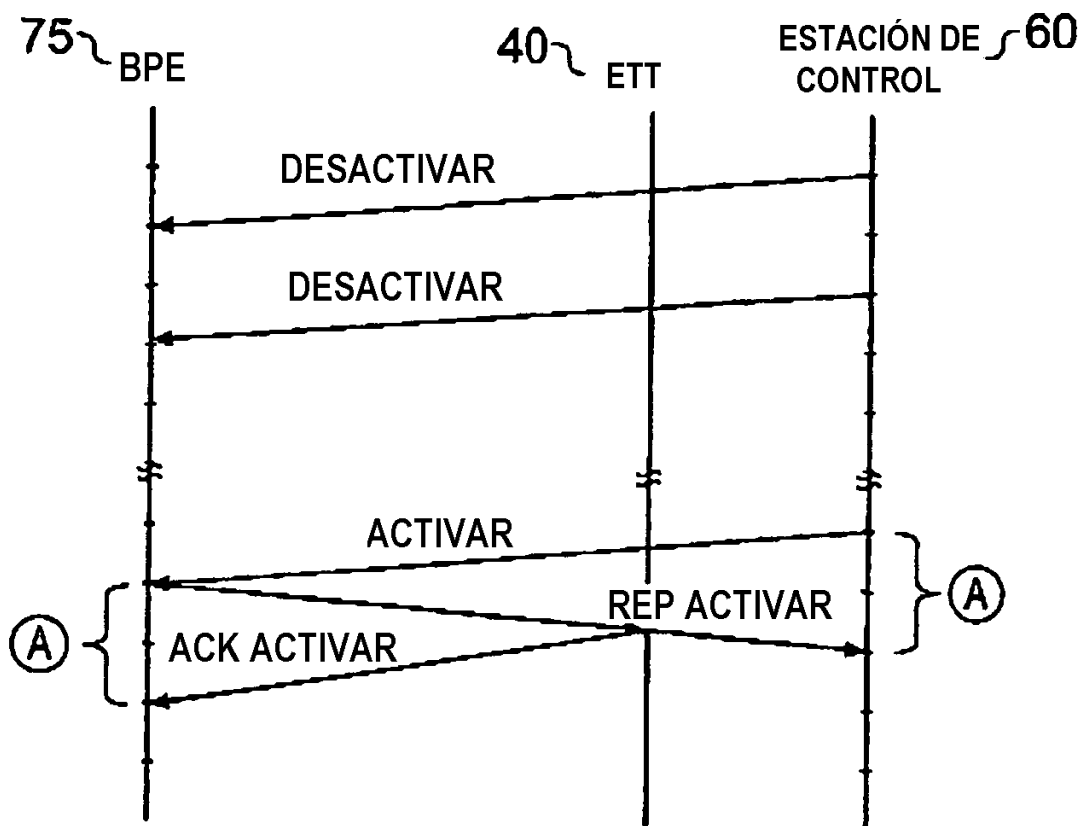 75
BPE
40
ETT
ESTACIÓN DE
CONTROL
60
DESACTIVAR
DESACTIVAR
ACTIVAR
REP ACTIVAR
A
A
ACK ACTIVAR